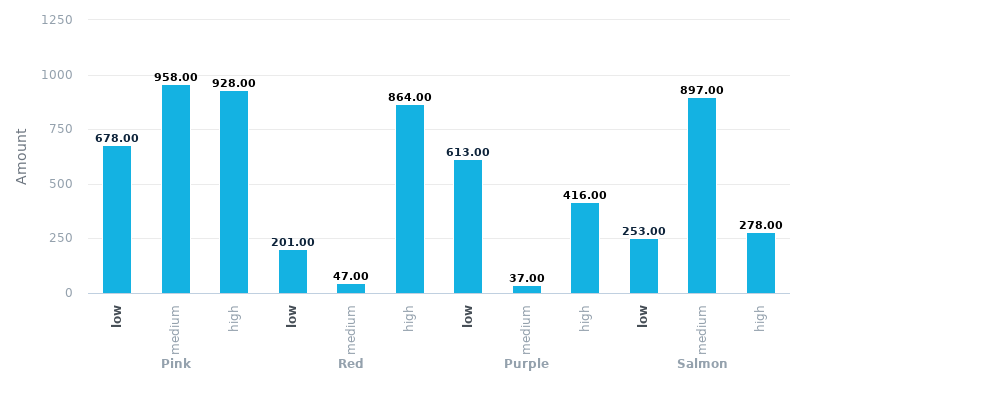 1250
1000
750
500
250
0
Amount
678.00
958.00
928.00
201.00
47.00
864.00
613.00
37.00
416.00
253.00
897.00
278.00
low
medium
high
low
medium
high
low
medium
high
low
medium
high
Pink
Red
Purple
Salmon